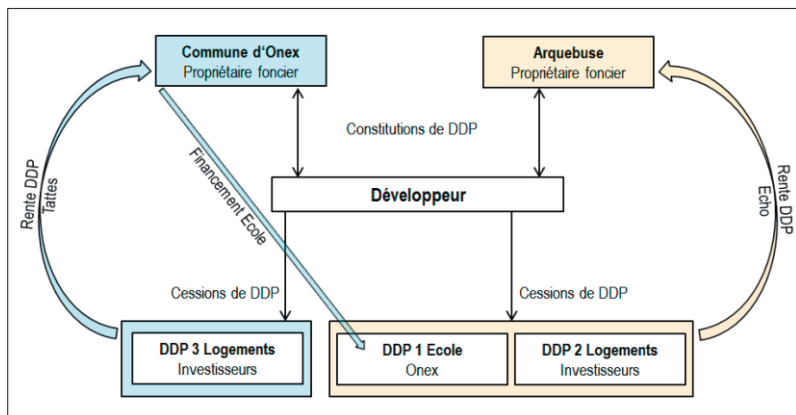 Commune d'Onex
Propriétaire foncier
Arquebuse
Propriétaire foncier
Constitutions de DDP
Rente DDP
Tattes
Financement Ecole
Rente DDP
Echo
Développeur
Cessions de DDP
Cessions de DDP
DDP 3 Logements
Investisseurs
DDP 1 Ecole
Onex
DDP 2 Logements
Investisseurs